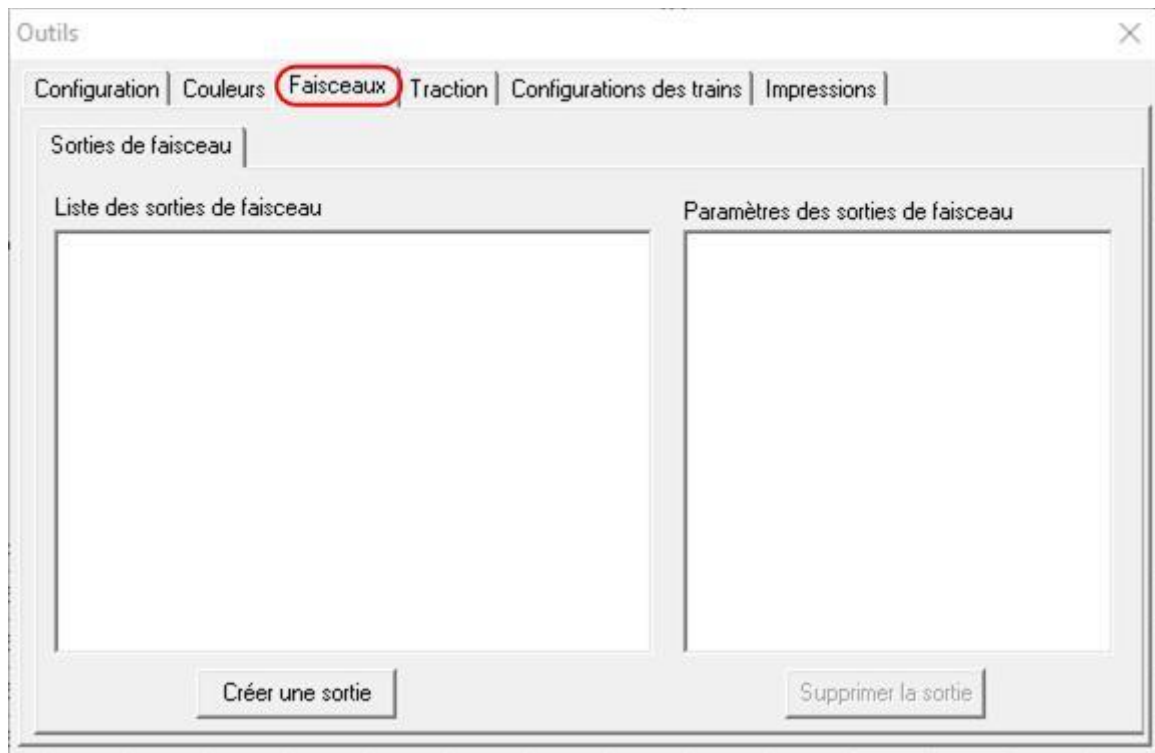 Outils
Configuration Couleurs Faisceaux Traction Configurations des trains Impressions
Sorties de faisceau
Liste des sorties de faisceau Paramètres des sorties de faisceau
Créer une sortie Supprimer la sortie